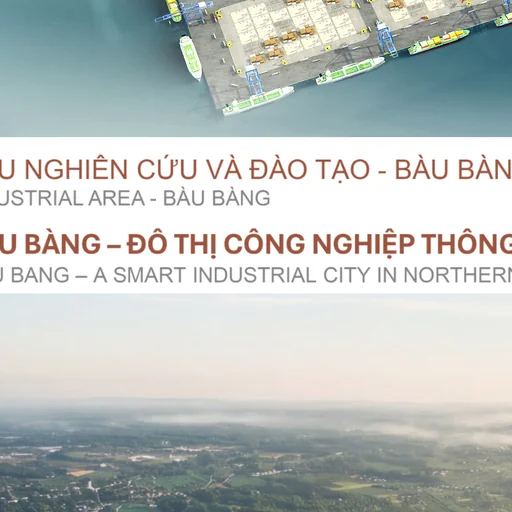 U NGHIÊN CỨU VÀ ĐÀO TẠO - BÀU BÀN
USTRIAL AREA - BÀU BÀNG
U BÀNG – ĐÔ THỊ CÔNG NGHIỆP THÔNG
U BANG – A SMART INDUSTRIAL CITY IN NORTHERN